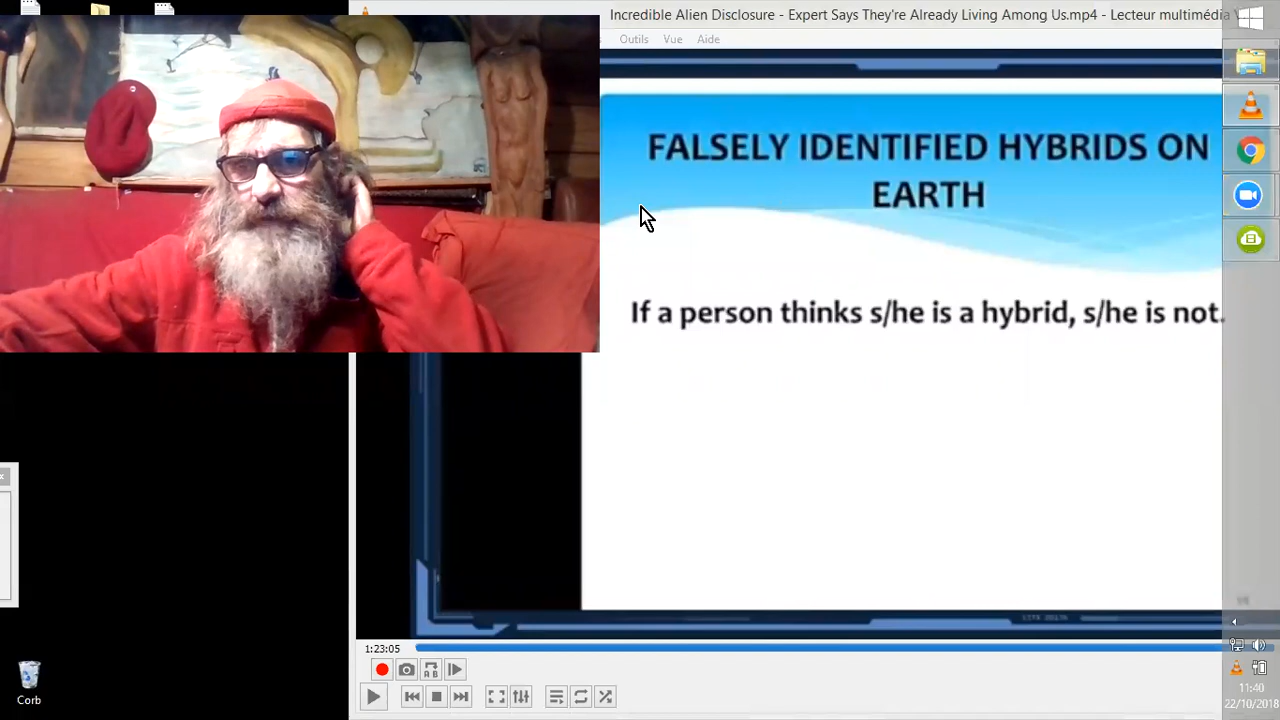 Incredible Alien Disclosure - Expert Says They're Already Living Among Us.mp4 - Lecteur multimédia V
Outils Vue Aide
FALSELY IDENTIFIED HYBRIDS ON
EARTH
If a person thinks s/he is a hybrid, s/he is not.
1:23:05
Corb
11:40
22/10/2018